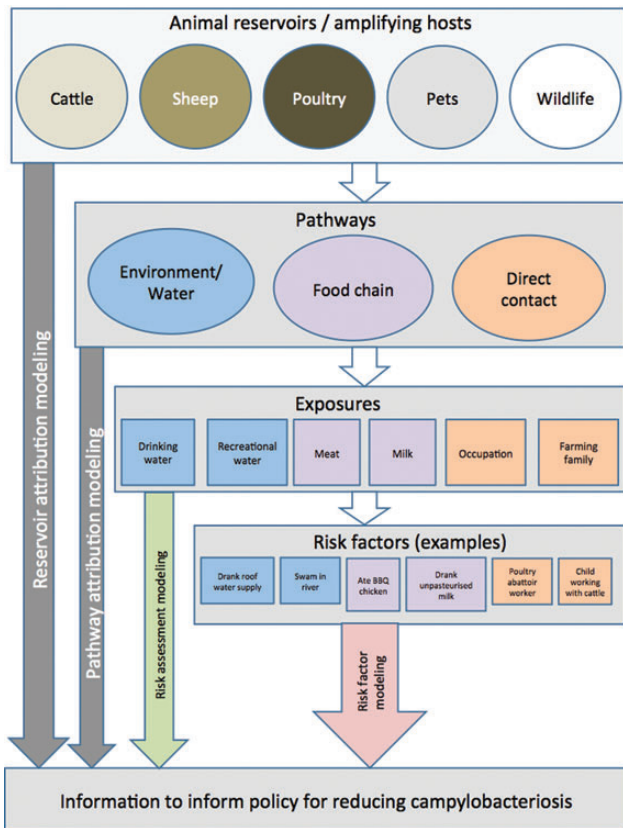 Animal reservoirs / amplifying hosts
Cattle
Sheep
Poultry
Pets
Wildlife
Pathways
Environment/
Water
Food chain
Direct
contact
Exposures
Drinking
water
Recreational
water
Meat
Milk
Occupation
Farming
family
Risk factors (examples)
Drank roof
water supply
Swam in
river
Ate BBQ
chicken
Drank
unpasteurised
milk
Poultry
abattoir
worker
Child
working
with cattle
Reservoir attribution modeling
Pathway attribution modeling
Risk assessment modeling
Risk factor
modeling
Information to inform policy for reducing campylobacteriosis